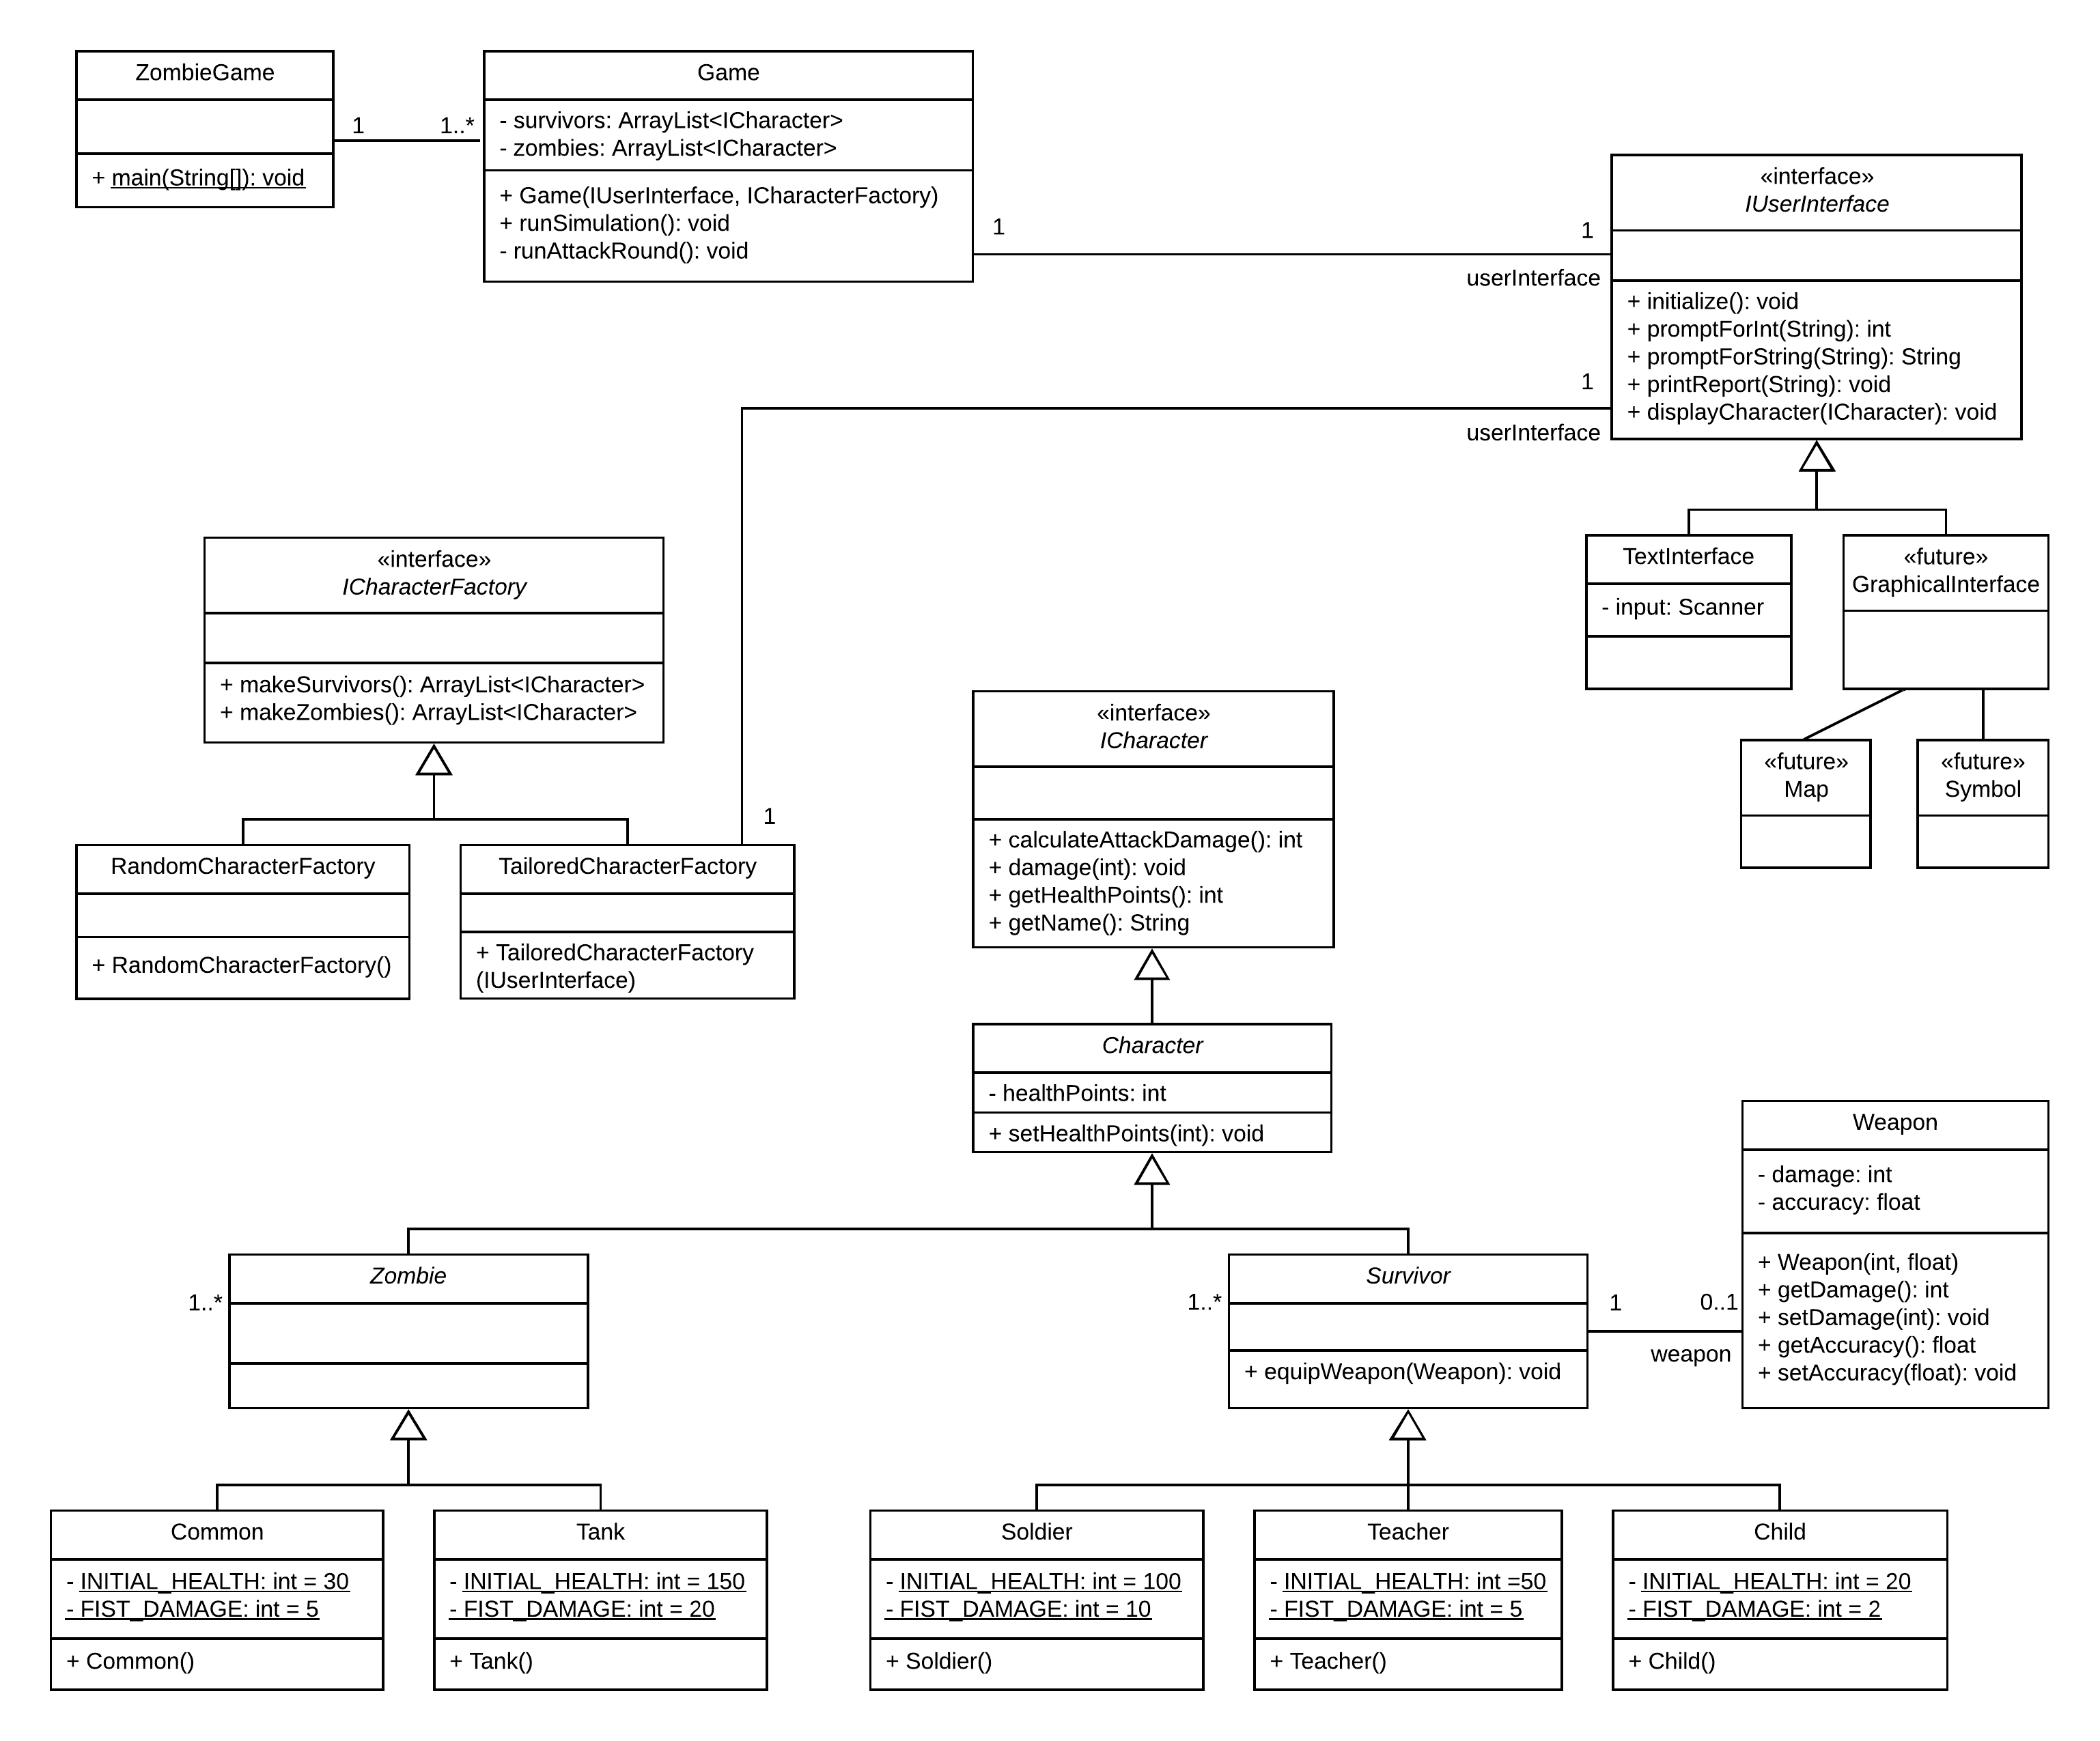 ZombieGame
+ main(String[]): void
1
1..*
Game
- survivors: ArrayList<ICharacter>
- zombies: ArrayList<ICharacter>
+ Game(IUserInterface, ICharacterFactory)
+ runSimulation(): void
- runAttackRound(): void
1
1
userInterface
«interface»
IUserInterface
+ initialize(): void
+ promptForInt(String): int
+ promptForString(String): String
+ printReport(String): void
+ displayCharacter(ICharacter): void
1
userInterface
1
TextInterface
- input: Scanner
«future»
GraphicalInterface
«future»
Map
«future»
Symbol
«interface»
ICharacterFactory
+ makeSurvivors(): ArrayList<ICharacter>
+ makeZombies(): ArrayList<ICharacter>
RandomCharacterFactory
+ RandomCharacterFactory()
TailoredCharacterFactory
+ TailoredCharacterFactory
(IUserInterface)
«interface»
ICharacter
+ calculateAttackDamage(): int
+ damage(int): void
+ getHealthPoints(): int
+ getName(): String
Character
- healthPoints: int
+ setHealthPoints(int): void
1..*
Zombie
1..*
Survivor
+ equipWeapon(Weapon): void
1
0..1
weapon
Weapon
- damage: int
- accuracy: float
+ Weapon(int, float)
+ getDamage(): int
+ setDamage(int): void
+ getAccuracy(): float
+ setAccuracy(float): void
Common
- INITIAL_HEALTH: int = 30
- FIST_DAMAGE: int = 5
+ Common()
Tank
- INITIAL_HEALTH: int = 150
- FIST_DAMAGE: int = 20
+ Tank()
Soldier
- INITIAL_HEALTH: int = 100
- FIST_DAMAGE: int = 10
+ Soldier()
Teacher
- INITIAL_HEALTH: int =50
- FIST_DAMAGE: int = 5
+ Teacher()
Child
- INITIAL_HEALTH: int = 20
- FIST_DAMAGE: int = 2
+ Child()